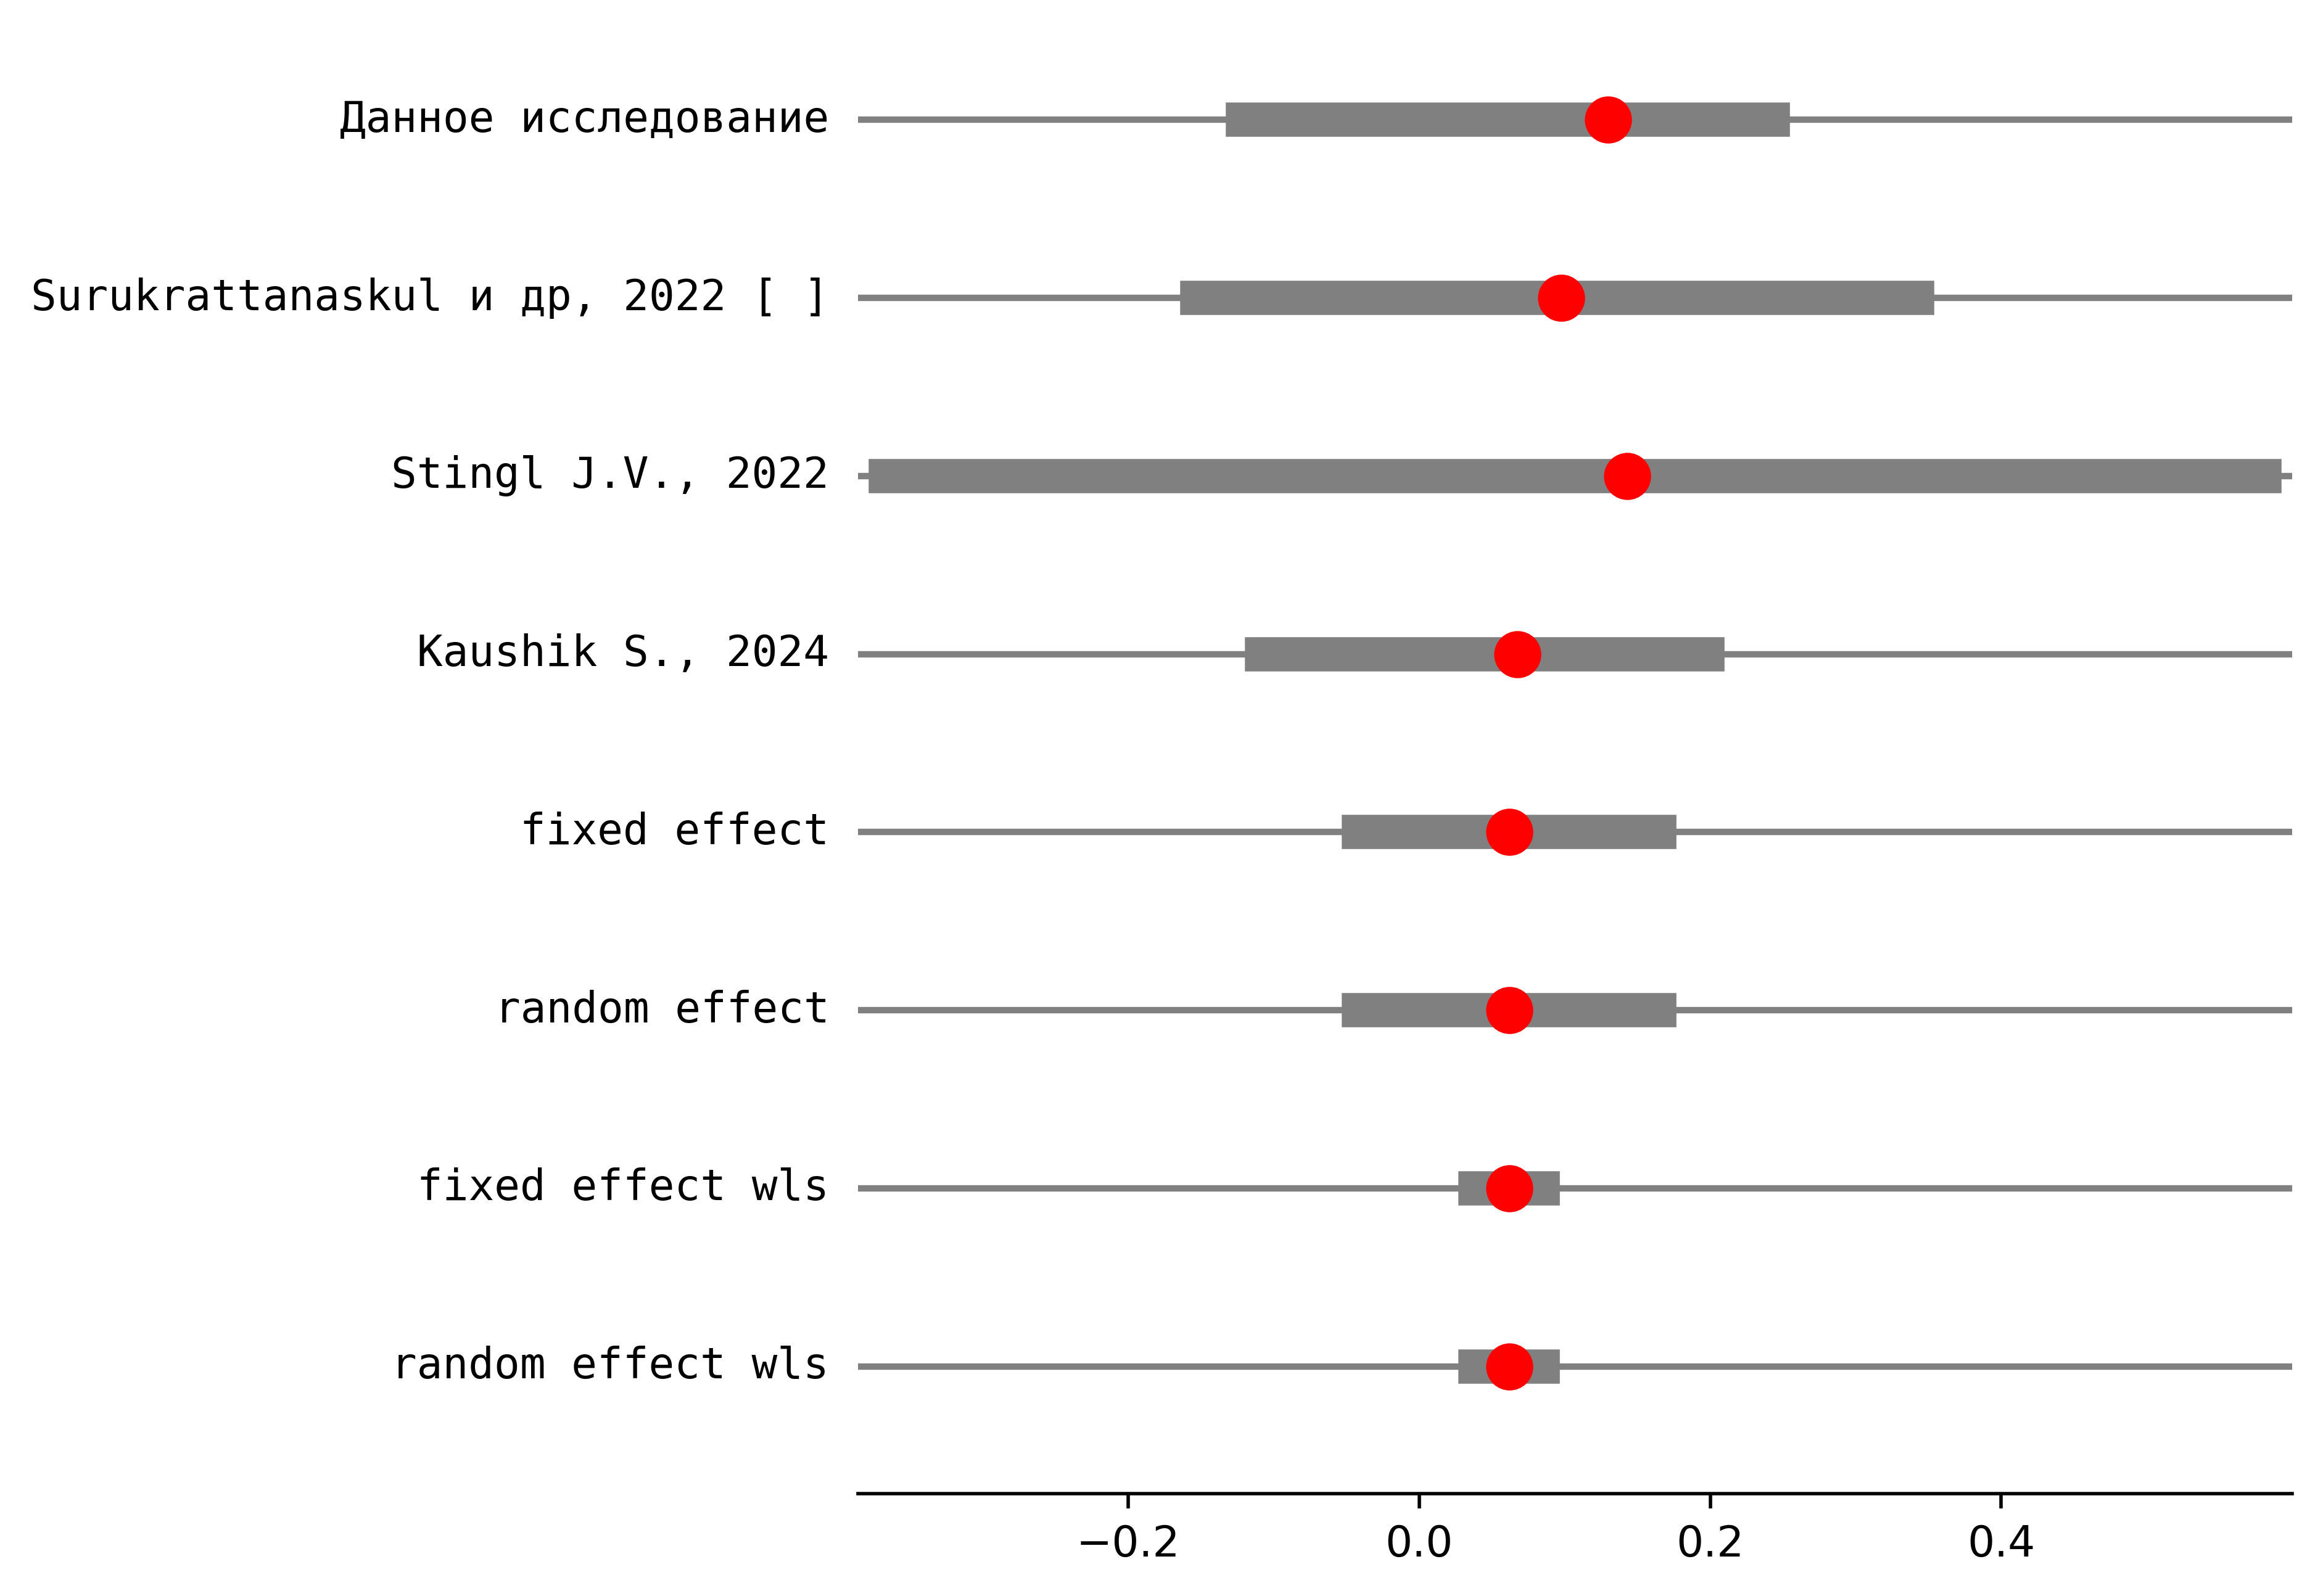 Данное исследование
Surukrattanaskul и др, 2022 [ ]
Stingl J.V., 2022
Kaushik S., 2024
fixed effect
random effect
fixed effect wls
random effect wls
−0.2 0.0 0.2 0.4